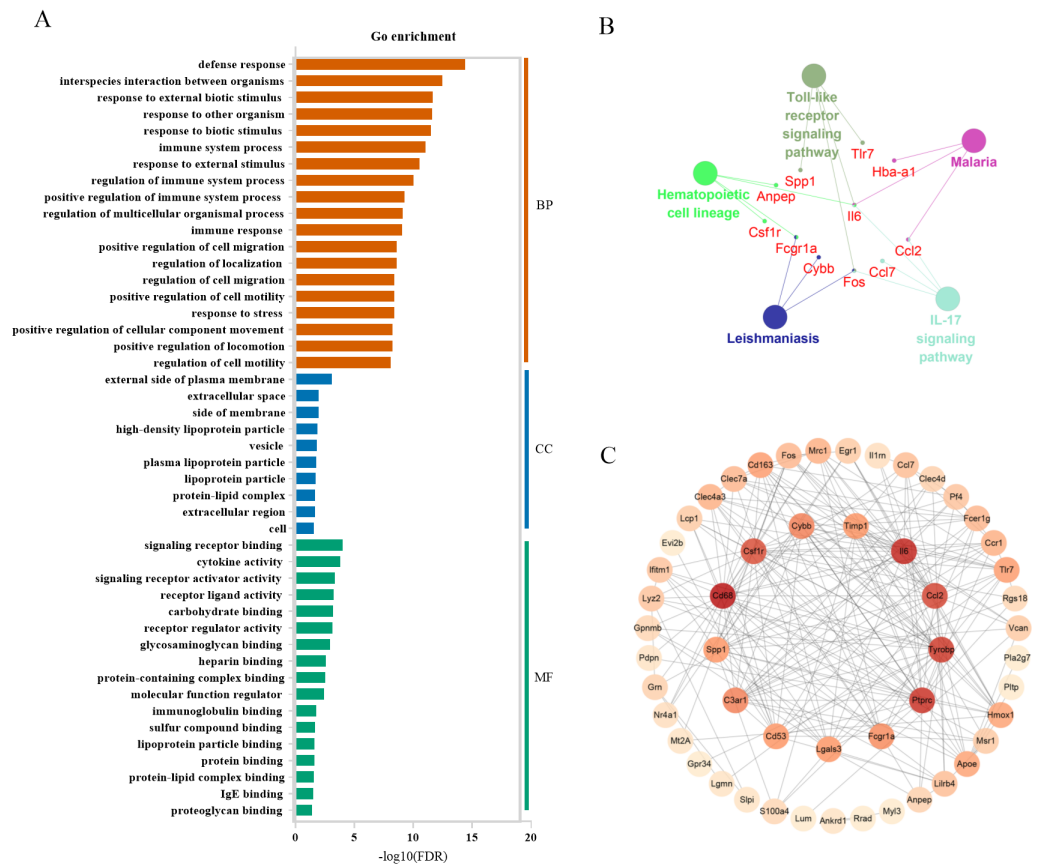 A
Go enrichment
defense response
interspecies interaction between organisms
response to external biotic stimulus
response to other organism
response to biotic stimulus
immune system process
response to external stimulus
regulation of immune system process
positive regulation of immune system process
regulation of multicellular organismal process
immune response
positive regulation of cell migration
regulation of localization
regulation of cell migration
positive regulation of cell motility
response to stress
positive regulation of cellular component movement
positive regulation of locomotion
regulation of cell motility
external side of plasma membrane
extracellular space
side of membrane
high-density lipoprotein particle
vesicle
plasma lipoprotein particle
lipoprotein particle
protein-lipid complex
extracellular region
cell
signaling receptor binding
cytokine activity
signaling receptor activator activity
receptor ligand activity
carbohydrate binding
receptor regulator activity
glycosaminoglycan binding
heparin binding
protein-containing complex binding
molecular function regulator
immunoglobulin binding
sulfur compound binding
lipoprotein particle binding
protein binding
protein-lipid complex binding
IgE binding
proteoglycan binding
BP
CC
MF
0 5 10 15 20
-log10(FDR)
B
Toll-like
receptor
signaling
pathway
Tlr7
Malaria
Hba-a1
Spp1
Hematopoietic
cell lineage
Anpep
Il6
Csf1r
Fcgr1a
Ccl2
Cybb
Ccl7
Fos
Leishmaniasis
IL-17
signaling
pathway
C
Fos
Mrc1
Egr1
Il1rn
Cd163
Ccl7
Clec7a
Clec4d
Clec4a3
Pf4
Lcp1
Fcer1g
Evi2b
Ccr1
Ifitm1
Tlr7
Lyz2
Rgs18
Gpnmb
Vcan
Pdpn
Pla2g7
Grn
Pltp
Nr4a1
Hmox1
Mt2A
Msr1
Gpr34
Apoe
Lgmn
Lilrb4
Slpi
Anpep
S100a4
Lum
Ankrd1
Rrad
Myl3
Cybb
Timp1
Csf1r
Il6
Cd68
Ccl2
Spp1
Tyrobp
C3ar1
Ptprc
Cd53
Lgals3
Fcgr1a